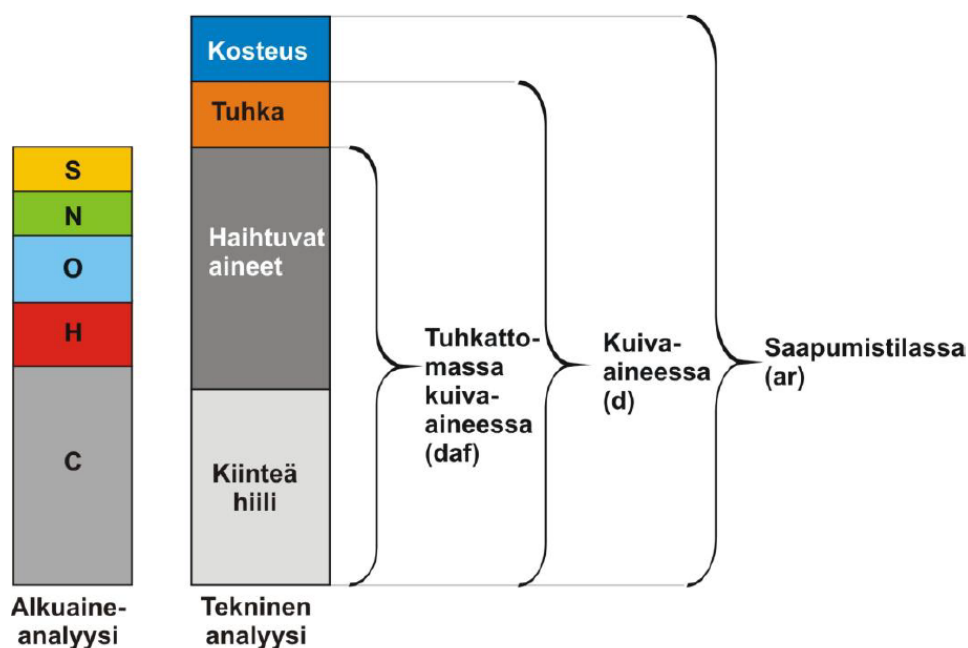 Kosteus
Tuhka
Haihtuvat
aineet
Kiinteä
hiili
S
N
O
H
C
Tuhkatto-
massa
kuiva-
aineessa
(daf)
Kuiva-
aineessa
(d)
Saapumistilassa
(ar)
Alkuaine-
analyysi
Tekninen
analyysi